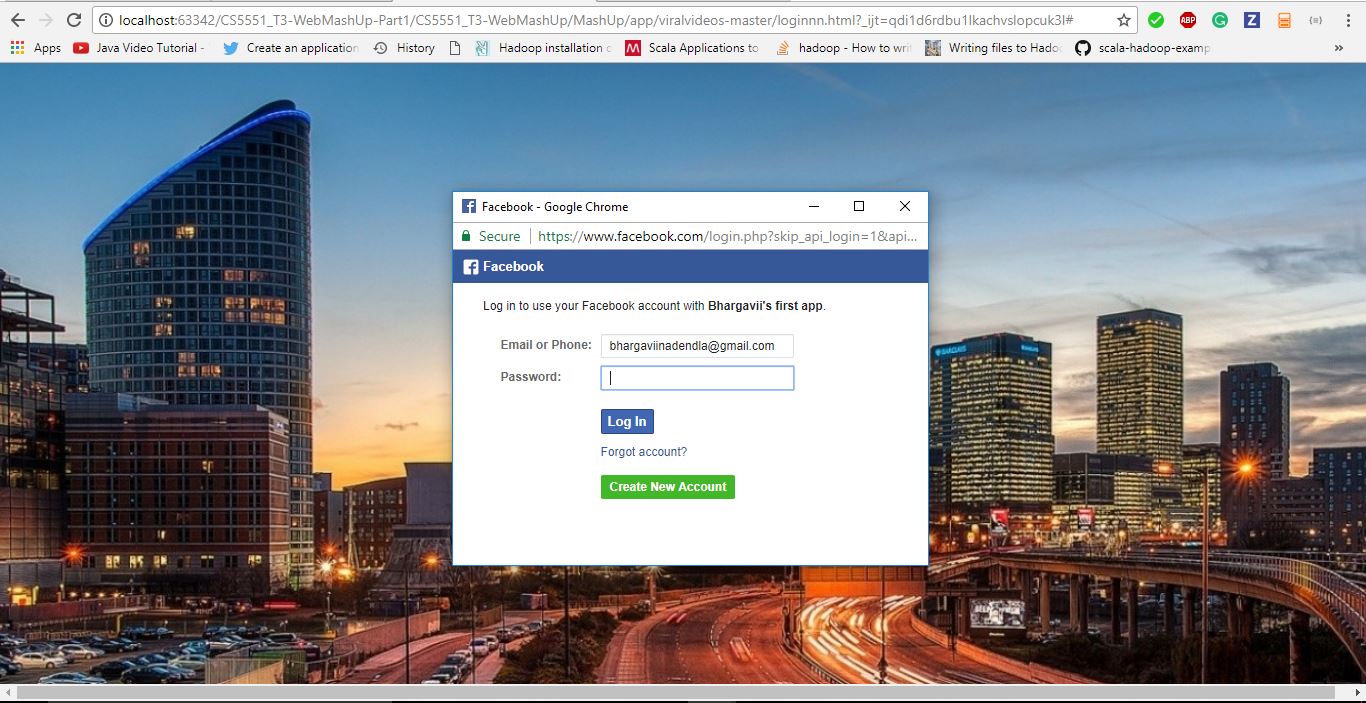 localhost:63342/CS5551_T3-WebMashUp-Part1/CS5551_T3-WebMashUp/MashUp/app/viralvideos-master/loginnn.html?_ijt=qdi1d6rdbu1lkachvslopcuk3l#
ABP
Apps Java Video Tutorial - Create an application History Hadoop installation Scala Applications to hadoop - How to writ Writing files to Hado scala-hadoop-examp »
Facebook - Google Chrome
Secure https://www.facebook.com/login.php?skip_api_login=1&api...
Facebook
Log in to use your Facebook account with Bhargavii's first app.
Email or Phone: bhargaviinadendla@gmail.com
Password:
Log In
Forgot account?
Create New Account
BARCLAYS